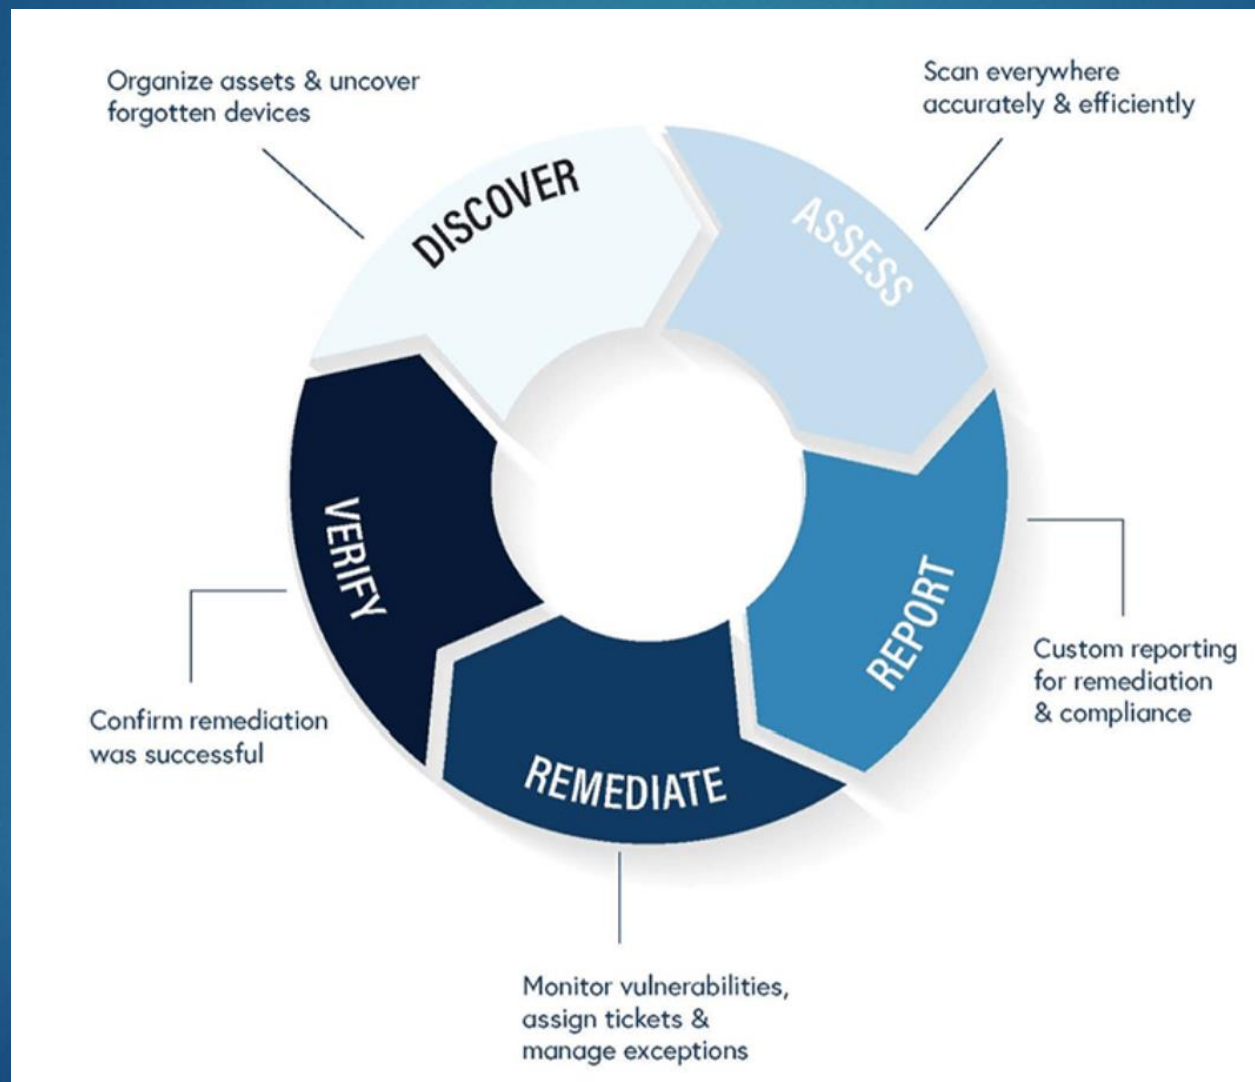 Organize assets & uncover
forgotten devices
Scan everywhere
accurately & efficiently
DISCOVER
ASSESS
REPORT
Custom reporting
for remediation
& compliance
REMEDIATE
Monitor vulnerabilities,
assign tickets &
manage exceptions
VERIFY
Confirm remediation
was successful